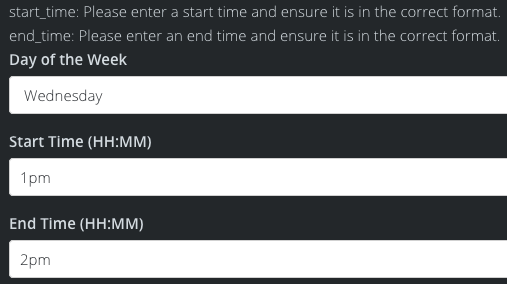 start_time: Please enter a start time and ensure it is in the correct format.
end_time: Please enter an end time and ensure it is in the correct format.
Day of the Week
Wednesday
Start Time (HH:MM)
1pm
End Time (HH:MM)
2pm